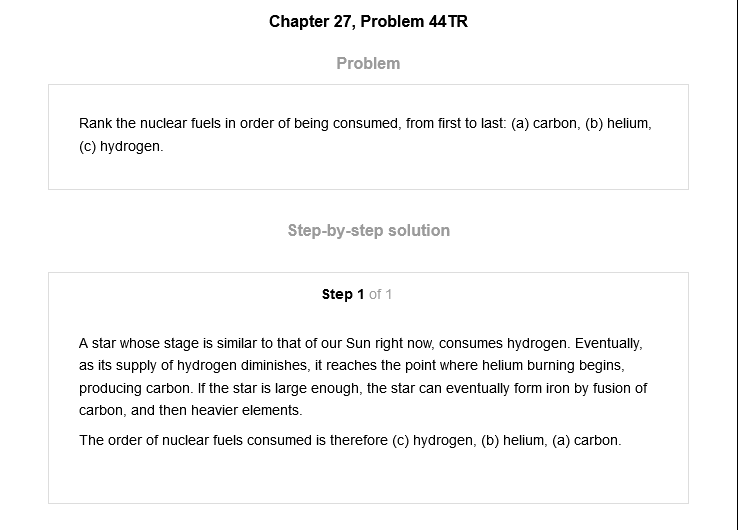 Chapter 27, Problem 44TR
Problem
Rank the nuclear fuels in order of being consumed, from first to last: (a) carbon, (b) helium,
(c) hydrogen.
Step-by-step solution
Step 1 of 1
A star whose stage is similar to that of our Sun right now, consumes hydrogen. Eventually,
as its supply of hydrogen diminishes, it reaches the point where helium burning begins,
producing carbon. If the star is large enough, the star can eventually form iron by fusion of
carbon, and then heavier elements.
The order of nuclear fuels consumed is therefore (c) hydrogen, (b) helium, (a) carbon.